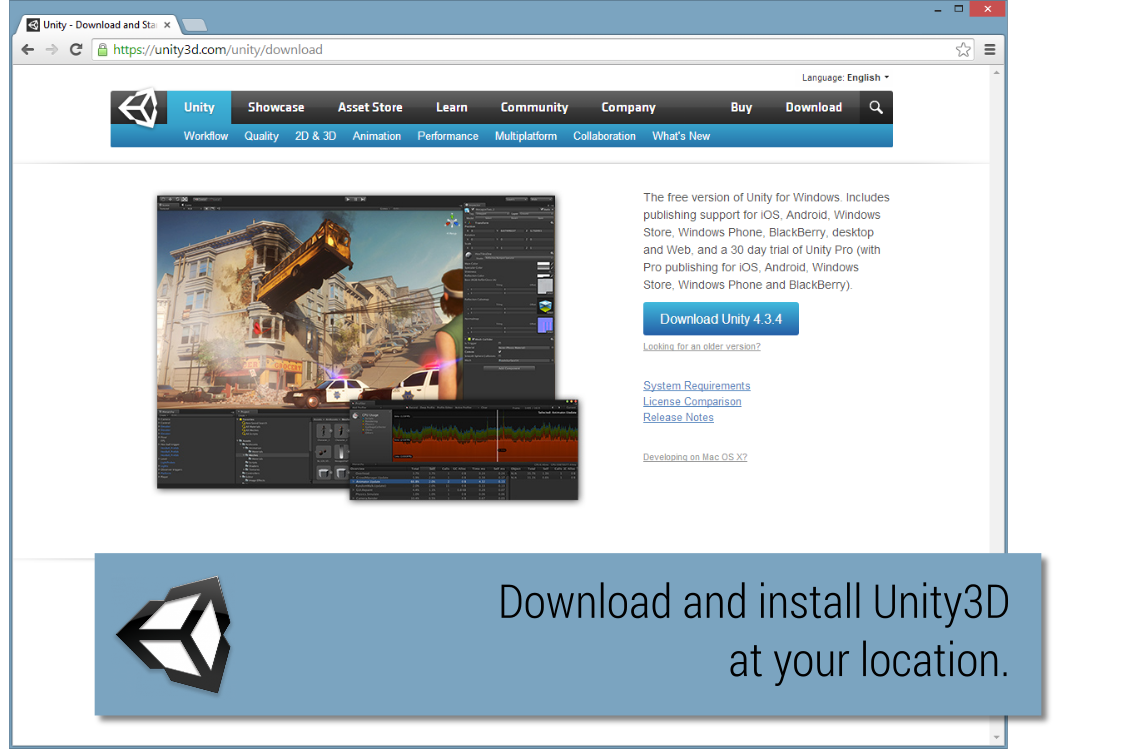 Unity - Download and Sta
https://unity3d.com/unity/download
Language: English
Unity Showcase Asset Store Learn Community Company Buy Download
Workflow Quality 2D & 3D Animation Performance Multiplatform Collaboration What's New
The free version of Unity for Windows. Includes
publishing support for iOS, Android, Windows
Store, Windows Phone, BlackBerry, desktop
and Web, and a 30 day trial of Unity Pro (with
Pro publishing for iOS, Android, Windows
Store, Windows Phone and BlackBerry).
Download Unity 4.3.4
Looking for an older version?
System Requirements
License Comparison
Release Notes
Developing on Mac OS X?
Download and install Unity3D
at your location.